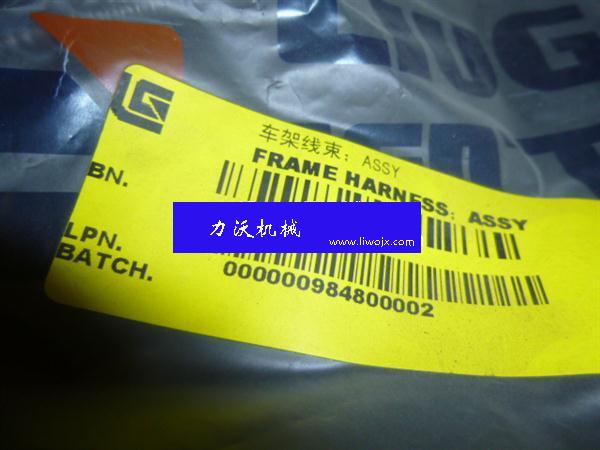 LIUG
车架线束：ASSY
FRAME HARNESS: ASSY
BN.
力沃机械
www.liwojx.com
LPN.
BATCH.
000000984800002